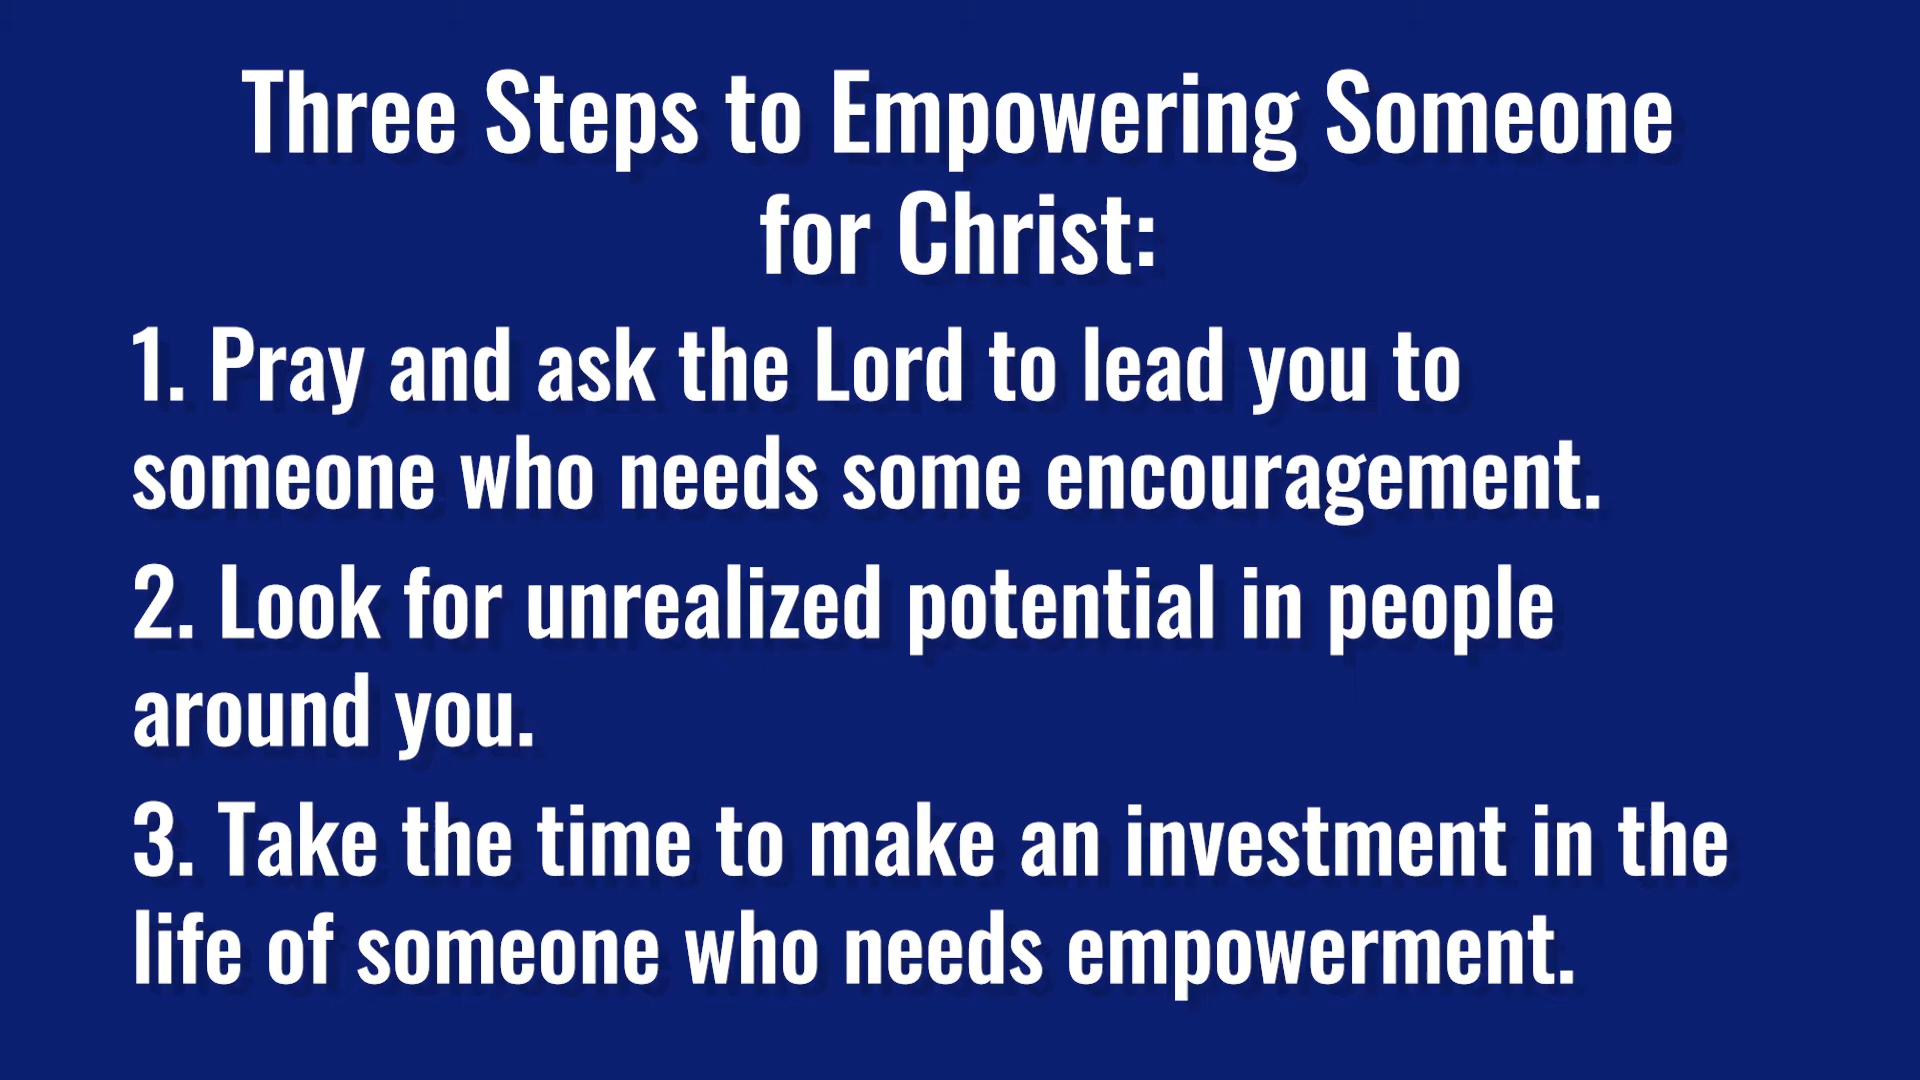 Three Steps to Empowering Someone
for Christ:
1. Pray and ask the Lord to lead you to
someone who needs some encouragement.
2. Look for unrealized potential in people
around you.
3. Take the time to make an investment in the
life of someone who needs empowerment.